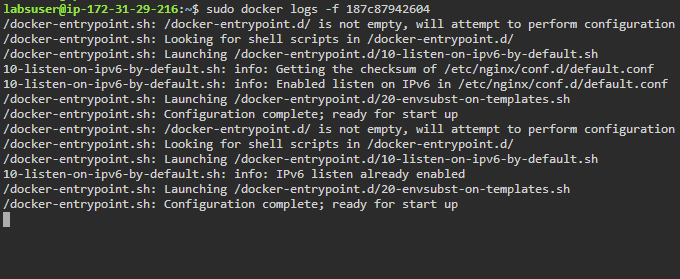 labsuser@ip-172-31-29-216:~$ sudo docker logs -f 187c87942604
/docker-entrypoint.sh: /docker-entrypoint.d/ is not empty, will attempt to perform configuration
/docker-entrypoint.sh: Looking for shell scripts in /docker-entrypoint.d/
/docker-entrypoint.sh: Launching /docker-entrypoint.d/10-listen-on-ipv6-by-default.sh
10-listen-on-ipv6-by-default.sh: info: Getting the checksum of /etc/nginx/conf.d/default.conf
10-listen-on-ipv6-by-default.sh: info: Enabled listen on IPv6 in /etc/nginx/conf.d/default.conf
/docker-entrypoint.sh: Launching /docker-entrypoint.d/20-envsubst-on-templates.sh
/docker-entrypoint.sh: Configuration complete; ready for start up
/docker-entrypoint.sh: /docker-entrypoint.d/ is not empty, will attempt to perform configuration
/docker-entrypoint.sh: Looking for shell scripts in /docker-entrypoint.d/
/docker-entrypoint.sh: Launching /docker-entrypoint.d/10-listen-on-ipv6-by-default.sh
10-listen-on-ipv6-by-default.sh: info: IPv6 listen already enabled
/docker-entrypoint.sh: Launching /docker-entrypoint.d/20-envsubst-on-templates.sh
/docker-entrypoint.sh: Configuration complete; ready for start up